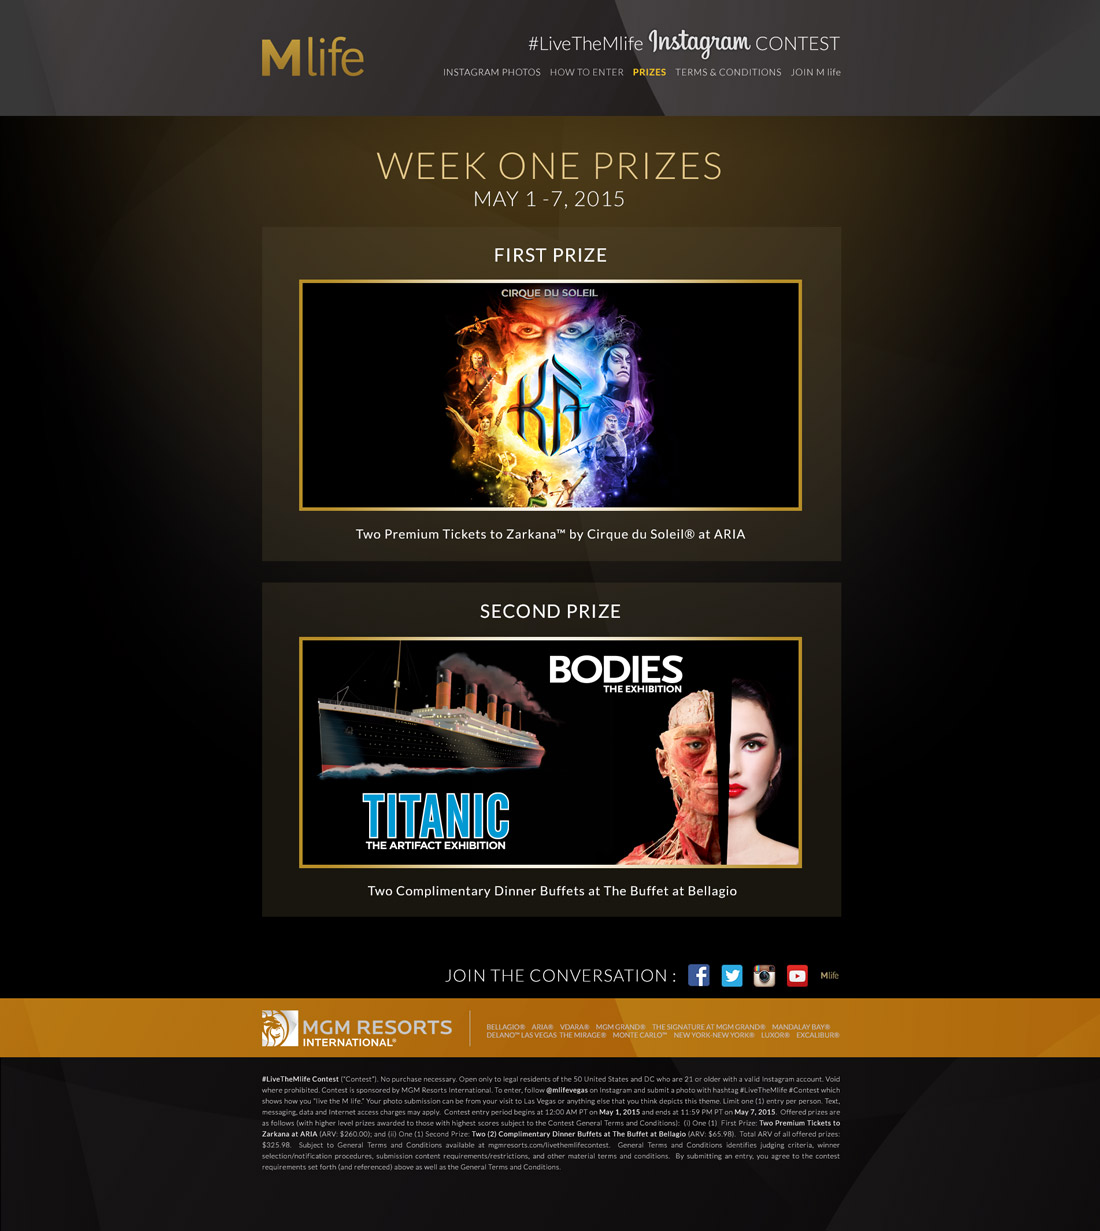 M life
#LiveTheMlife Instagram CONTEST
INSTAGRAM PHOTOS HOW TO ENTER PRIZES TERMS & CONDITIONS JOIN M life
WEEK ONE PRIZES
MAY 1 -7, 2015
FIRST PRIZE
CIRQUE DU SOLEIL
KÀ
Two Premium Tickets to Zarkana™ by Cirque du Soleil® at ARIA
SECOND PRIZE
BODIES
THE EXHIBITION
TITANIC
THE ARTIFACT EXHIBITION
Two Complimentary Dinner Buffets at The Buffet at Bellagio
JOIN THE CONVERSATION :
M life
MGM RESORTS
INTERNATIONAL®
BELLAGIO® ARIA® VDARA® MGM GRAND® THE SIGNATURE AT MGM GRAND® MANDALAY BAY®
DELANO™ LAS VEGAS THE MIRAGE® MONTE CARLO™ NEW YORK-NEW YORK® LUXOR® EXCALIBUR®
#LiveTheMlife Contest ("Contest"). No purchase necessary. Open only to legal residents of the 50 United States and DC who are 21 or older with a valid Instagram account. Void
where prohibited. Contest is sponsored by MGM Resorts International. To enter, follow @mlifevegas on Instagram and submit a photo with hashtag #LiveTheMlife #Contest which
shows how you "live the M life." Your photo submission can be from your visit to Las Vegas or anything else that you think depicts this theme. Limit one (1) entry per person. Text,
messaging, data and Internet access charges may apply. Contest entry period begins at 12:00 AM PT on May 1, 2015 and ends at 11:59 PM PT on May 7, 2015. Offered prizes are
as follows (with higher level prizes awarded to those with highest scores subject to the Contest General Terms and Conditions): (i) One (1) First Prize: Two Premium Tickets to
Zarkana at ARIA (ARV: $260.00); and (ii) One (1) Second Prize: Two (2) Complimentary Dinner Buffets at The Buffet at Bellagio (ARV: $65.98). Total ARV of all offered prizes:
$325.98. Subject to General Terms and Conditions available at mgmresorts.com/livethemlifecontest. General Terms and Conditions identifies judging criteria, winner
selection/notification procedures, submission content requirements/restrictions, and other material terms and conditions. By submitting an entry, you agree to the contest
requirements set forth (and referenced) above as well as the General Terms and Conditions.